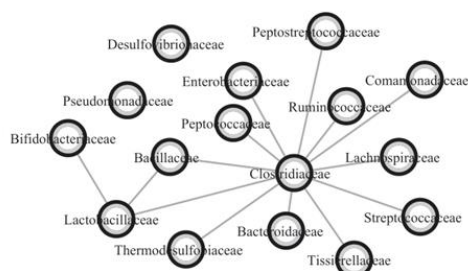 Peptostreptococcaceae
Desulfovibrionaceae
Enterobacteriaceae
Comamonadaceae
Pseudomonadaceae
Ruminococcaceae
Peptococcaceae
Bifidobacteriaceae
Bacillaceae
Lachnospiraceae
Clostridiaceae
Lactobacillaceae
Streptococcaceae
Bacteroidaceae
Thermodesulfobiaceae
Tissierellaceae